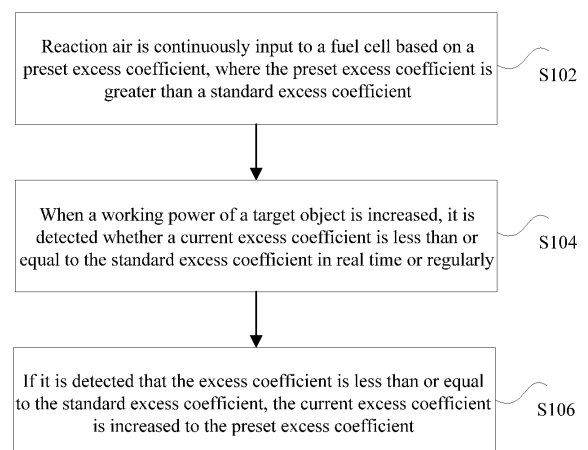 Reaction air is continuously input to a fuel cell based on a
preset excess coefficient, where the preset excess coefficient is
greater than a standard excess coefficient
S102
When a working power of a target object is increased, it is
detected whether a current excess coefficient is less than or
equal to the standard excess coefficient in real time or regularly
S104
If it is detected that the excess coefficient is less than or equal
to the standard excess coefficient, the current excess coefficient
is increased to the preset excess coefficient
S106